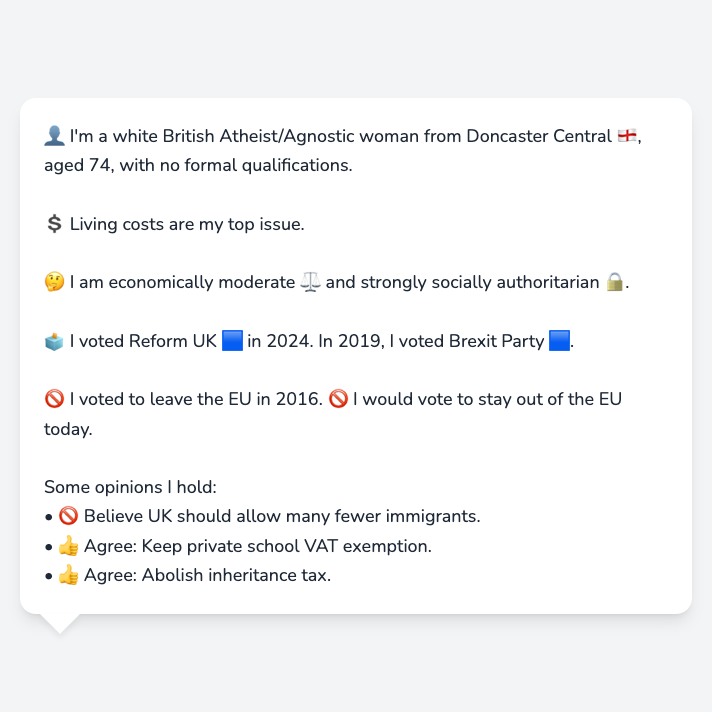 👤 I'm a white British Atheist/Agnostic woman from Doncaster Central 🏴󠁧󠁢󠁥󠁮󠁧󠁿,
aged 74, with no formal qualifications.
💲 Living costs are my top issue.
🤔 I am economically moderate ⚖️ and strongly socially authoritarian 🔒.
🗳️ I voted Reform UK 🟦 in 2024. In 2019, I voted Brexit Party 🟦.
🚫 I voted to leave the EU in 2016. 🚫 I would vote to stay out of the EU
today.
Some opinions I hold:
• 🚫 Believe UK should allow many fewer immigrants.
• 👍 Agree: Keep private school VAT exemption.
• 👍 Agree: Abolish inheritance tax.